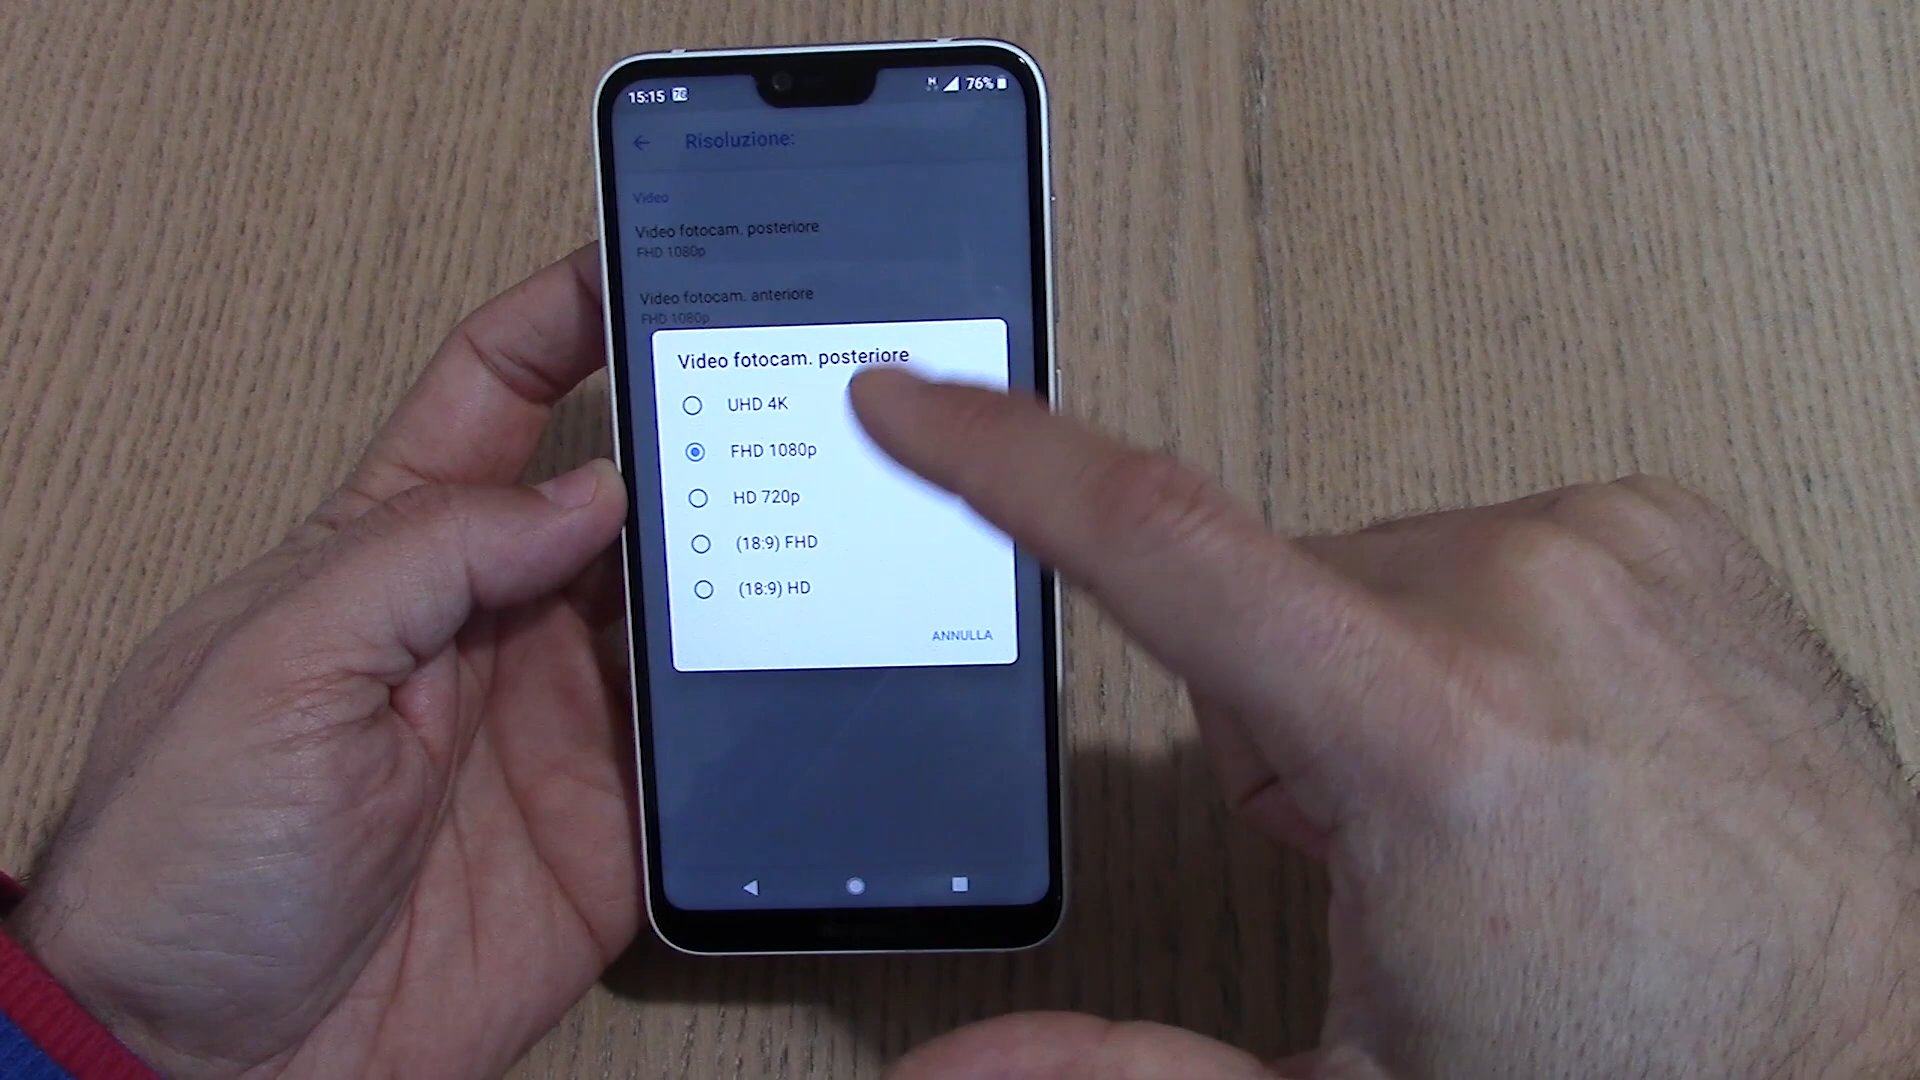 15:15 76 H 76%
Risoluzione:
Video
Video fotocam. posteriore
FHD 1080p
Video fotocam. anteriore
FHD 1080p
Video fotocam. posteriore
UHD 4K
FHD 1080p
HD 720p
(18:9) FHD
(18:9) HD
ANNULLA